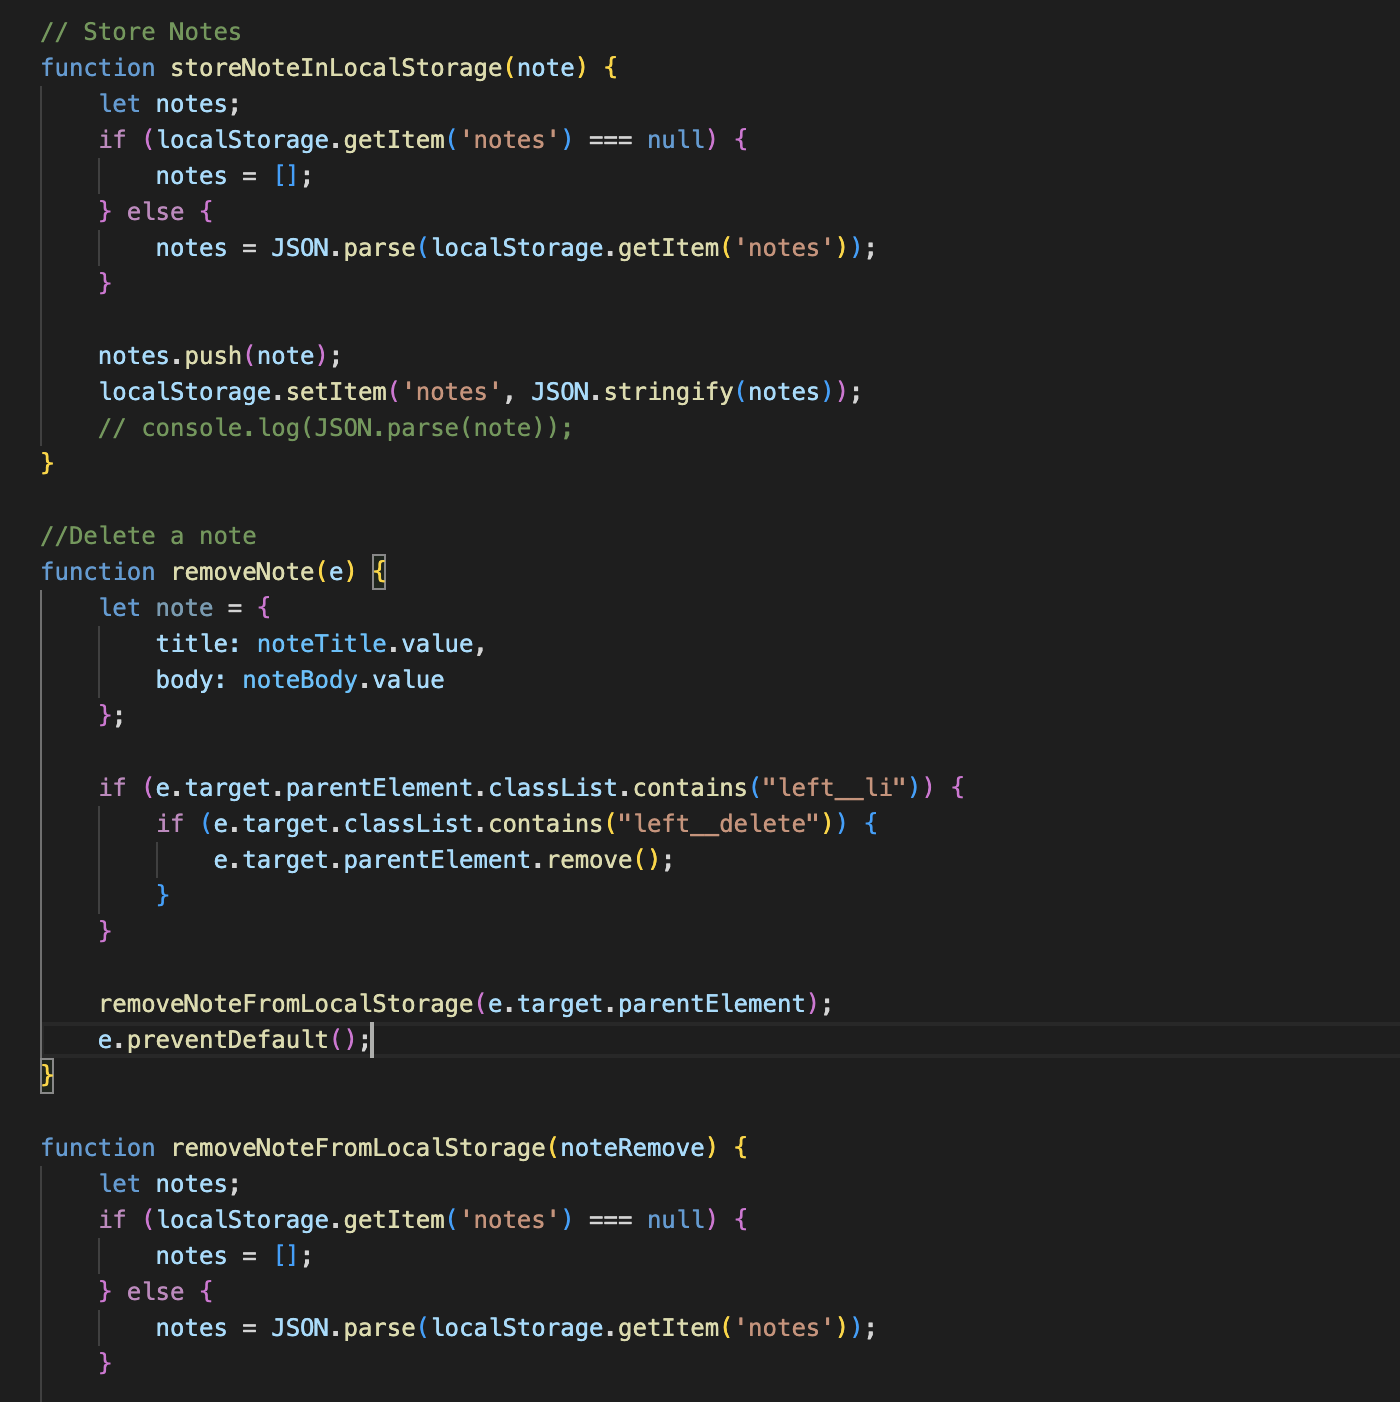 // Store Notes
function storeNoteInLocalStorage(note) {
    let notes;
    if (localStorage.getItem('notes') === null) {
        notes = [];
    } else {
        notes = JSON.parse(localStorage.getItem('notes'));
    }

    notes.push(note);
    localStorage.setItem('notes', JSON.stringify(notes));
    // console.log(JSON.parse(note));
}

//Delete a note
function removeNote(e) {
    let note = {
        title: noteTitle.value,
        body: noteBody.value
    };

    if (e.target.parentElement.classList.contains("left__li")) {
        if (e.target.classList.contains("left__delete")) {
            e.target.parentElement.remove();
        }
    }

    removeNoteFromLocalStorage(e.target.parentElement);
    e.preventDefault();
}

function removeNoteFromLocalStorage(noteRemove) {
    let notes;
    if (localStorage.getItem('notes') === null) {
        notes = [];
    } else {
        notes = JSON.parse(localStorage.getItem('notes'));
    }